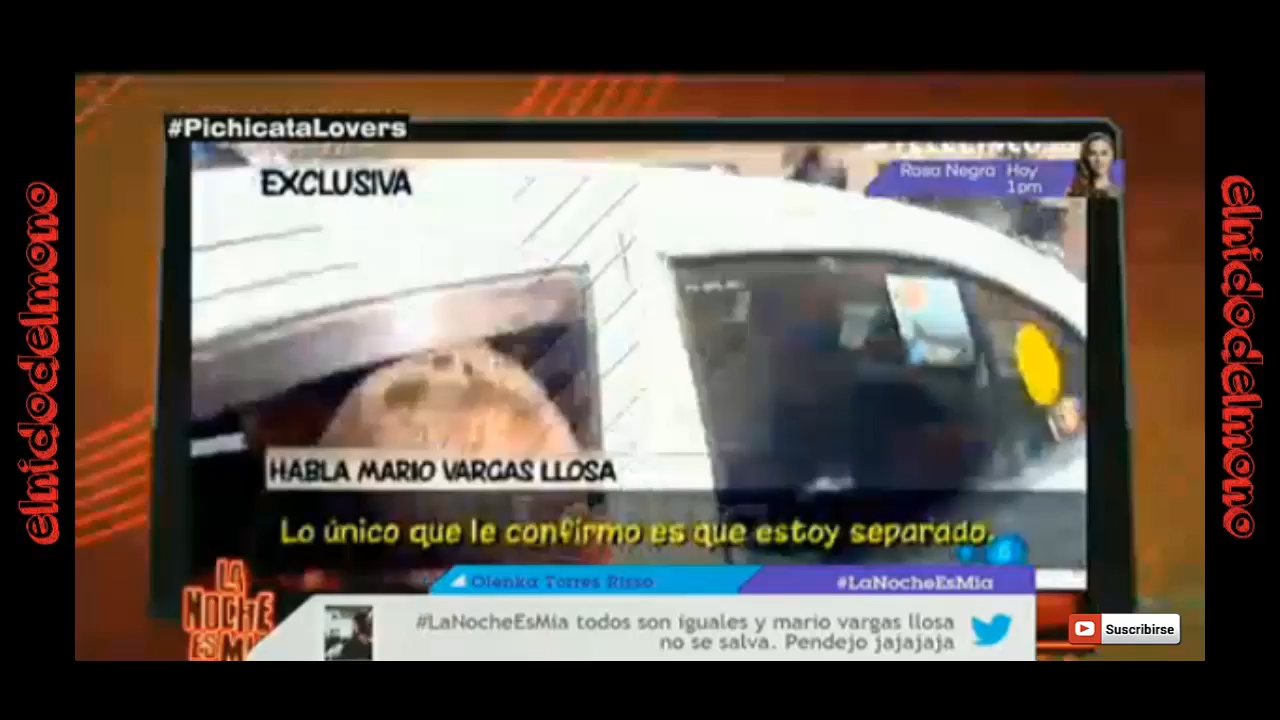 #PichicataLovers
EXCLUSIVA
Rosa Negra Hoy
1pm
elnidodelmono
elnidodelmono
HABLA MARIO VARGAS LLOSA
Lo único que le confirmo es que estoy separado.
LA
NOCHE
ES MIA
Olenka Torres Risso
#LaNocheEsMia
#LaNocheEsMia todos son iguales y mario vargas llosa
no se salva. Pendejo jajajaja
Suscribirse